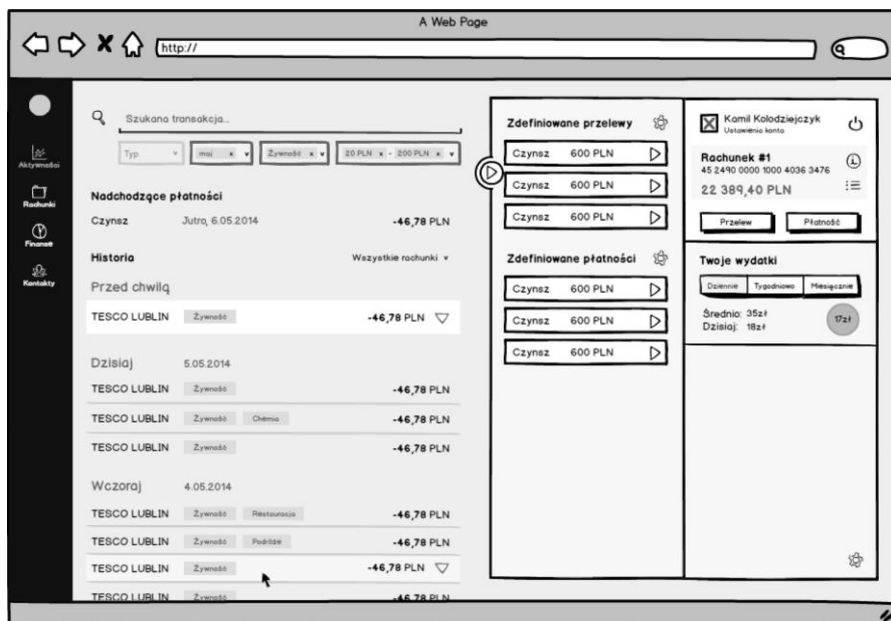 A Web Page
http://
Aktywności
Rachunki
Finanse
Kontakty
Szukana transakcja...
Typ
maj x
Żywność x
20 PLN x - 200 PLN x
Nadchodzące płatności
Czynsz Jutro, 6.05.2014 -46,78 PLN
Historia Wszystkie rachunki
Przed chwilą
TESCO LUBLIN Żywność -46,78 PLN
Dzisiaj 5.05.2014
TESCO LUBLIN Żywność -46,78 PLN
TESCO LUBLIN Żywność Chemia -46,78 PLN
TESCO LUBLIN Żywność -46,78 PLN
Wczoraj 4.05.2014
TESCO LUBLIN Żywność Restauracja -46,78 PLN
TESCO LUBLIN Żywność Podróże -46,78 PLN
TESCO LUBLIN Żywność -46,78 PLN
TESCO LUBLIN Żywność -46,78 PLN
Zdefiniowane przelewy
Czynsz 600 PLN
Czynsz 600 PLN
Czynsz 600 PLN
Zdefiniowane płatności
Czynsz 600 PLN
Czynsz 600 PLN
Czynsz 600 PLN
Kamil Kolodziejczyk
Ustawienia konta
Rachunek #1
45 2490 0000 1000 4036 3476
22 389,40 PLN
Przelew Płatność
Twoje wydatki
Dziennie Tygodniowo Miesięcznie
Średnio: 35zł
Dzisiaj: 18zł
17zł